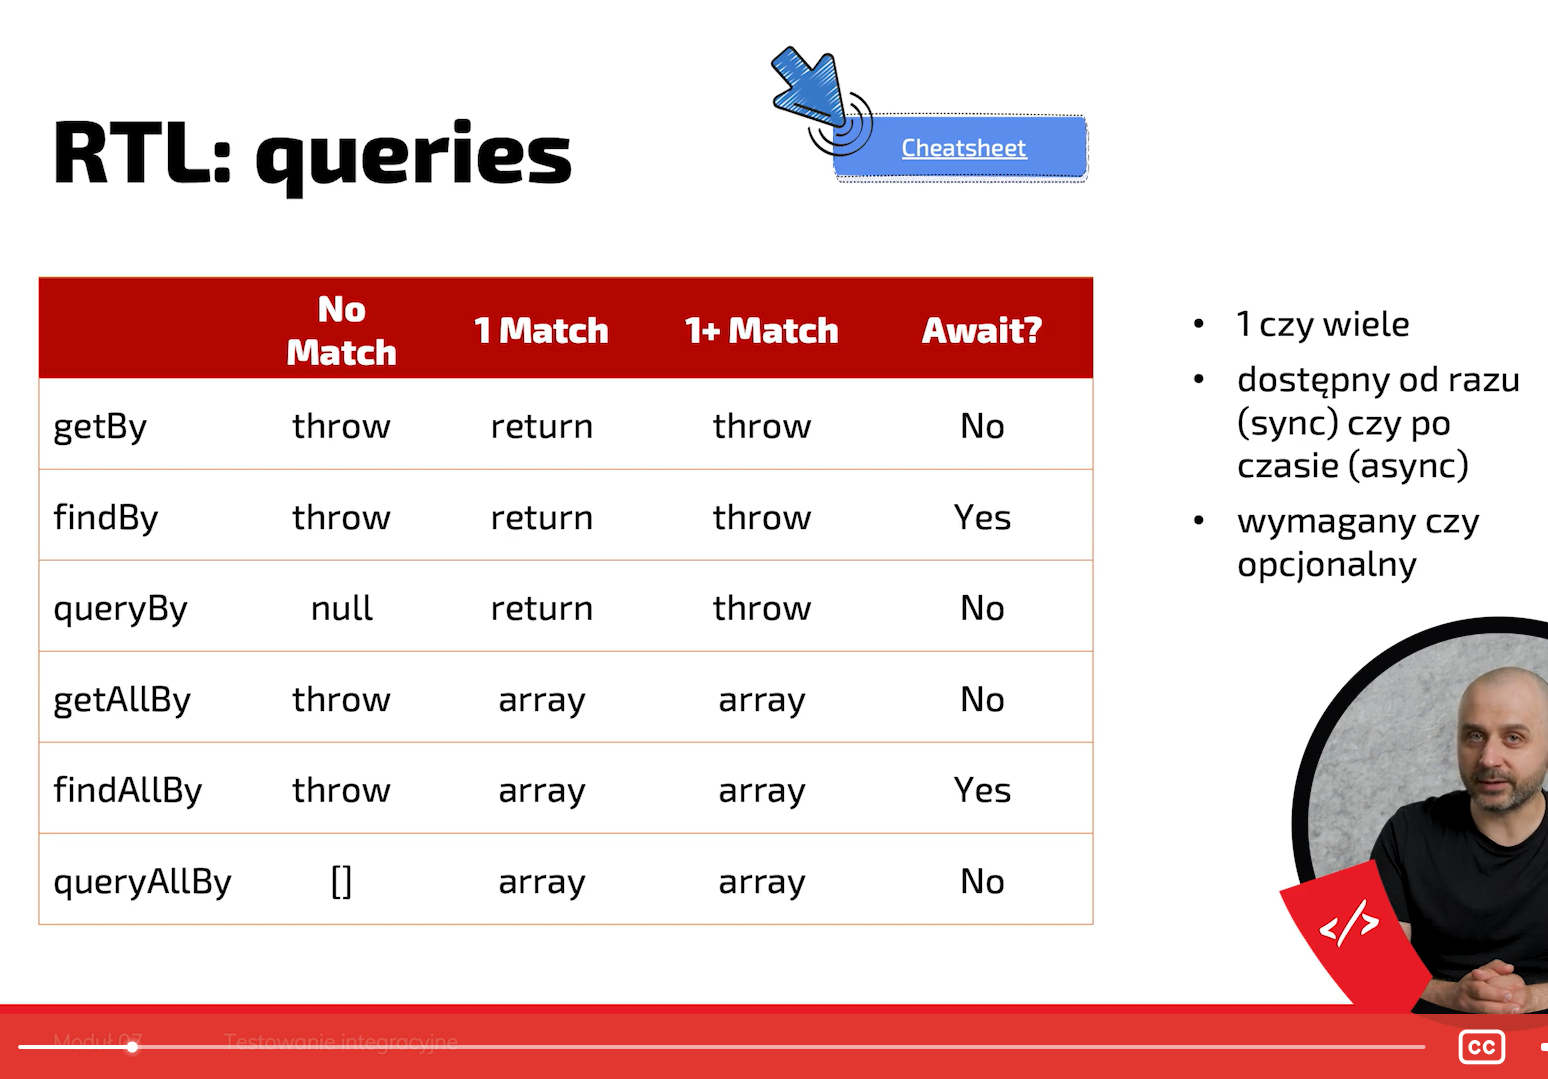 RTL: queries
Cheatsheet
No Match 1 Match 1+ Match Await?
getBy throw return throw No
findBy throw return throw Yes
queryBy null return throw No
getAllBy throw array array No
findAllBy throw array array Yes
queryAllBy [] array array No
• 1 czy wiele
• dostępny od razu
(sync) czy po
czasie (async)
• wymagany czy
opcjonalny
</>
Moduł 07 Testowanie integracyjne
CC